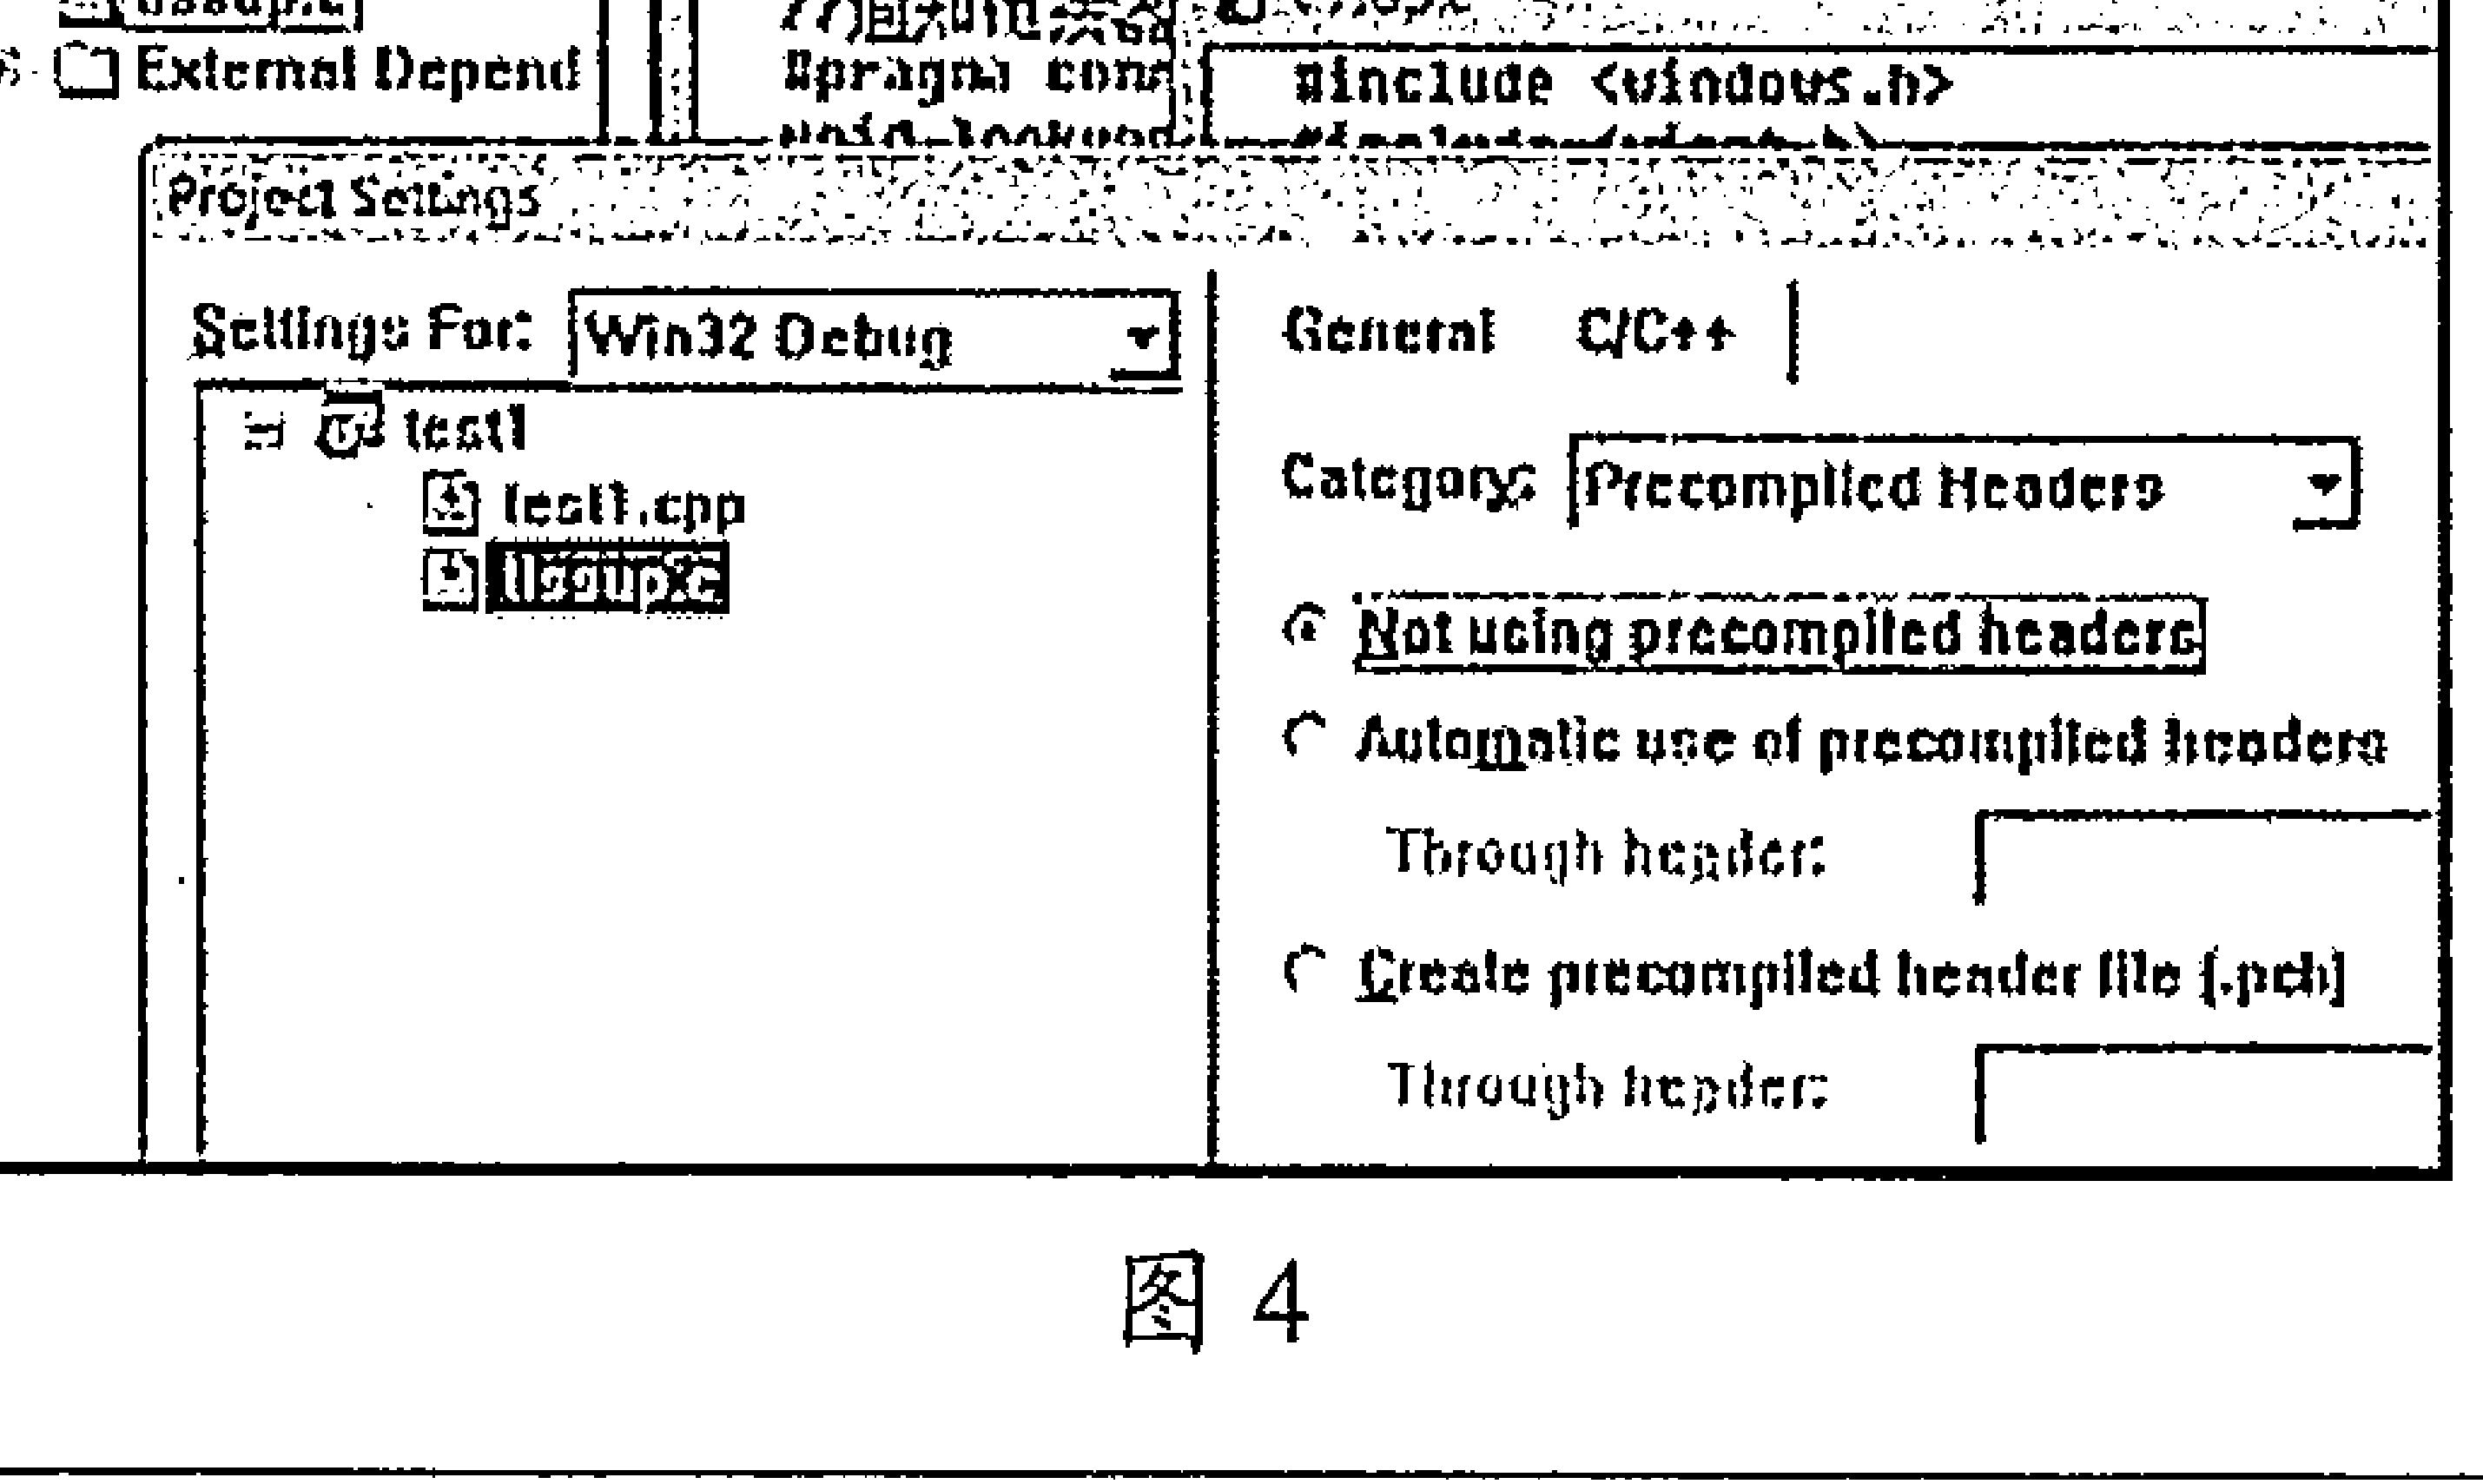 External Depend
#include <windows.h>
Project Settings
Settings For: Win32 Debug
General C/C++
test1
Category: Precompiled Headers
test1.cpp
tlssup.c
Not using precompiled headers
Automatic use of precompiled headers
Through header:
Create precompiled header file (.pch)
Through header:
图 4